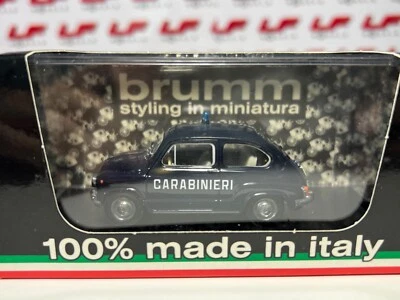 brumm
styling in miniatura
CARABINIERI
100% made in italy